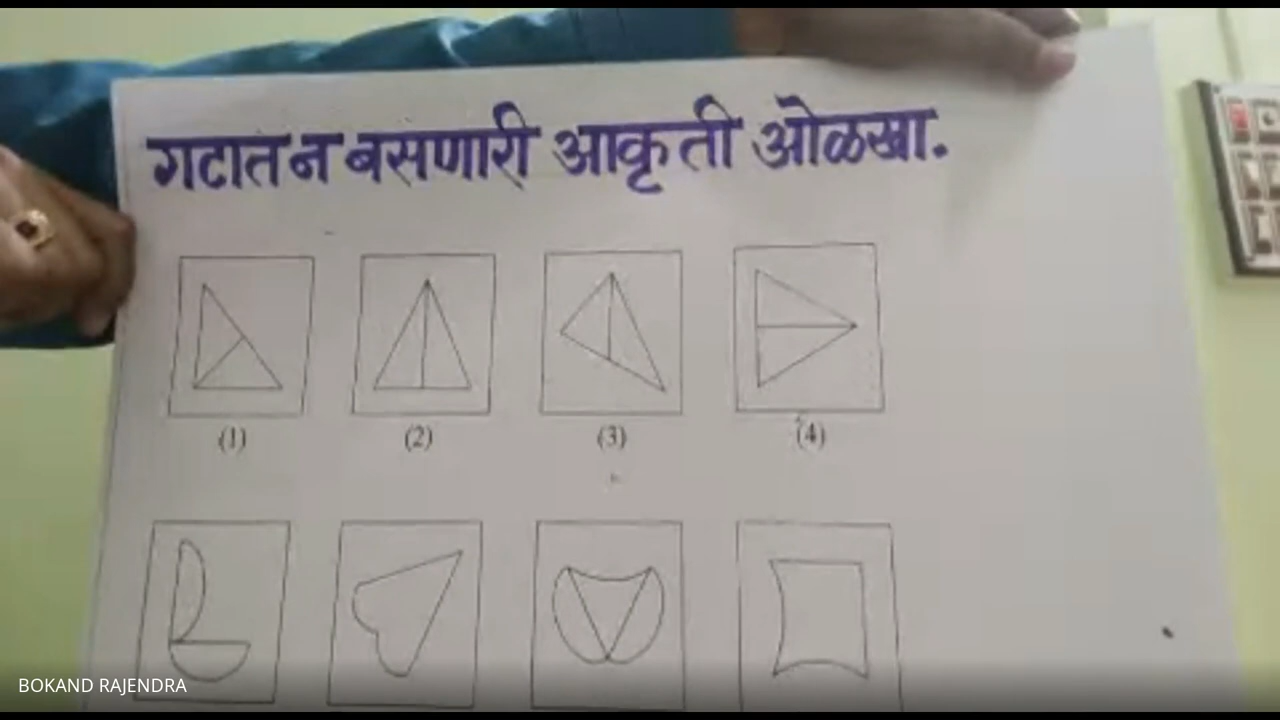 गटात न बसणारी आकृती ओळखा.
(1) (2) (3) (4)
BOKAND RAJENDRA